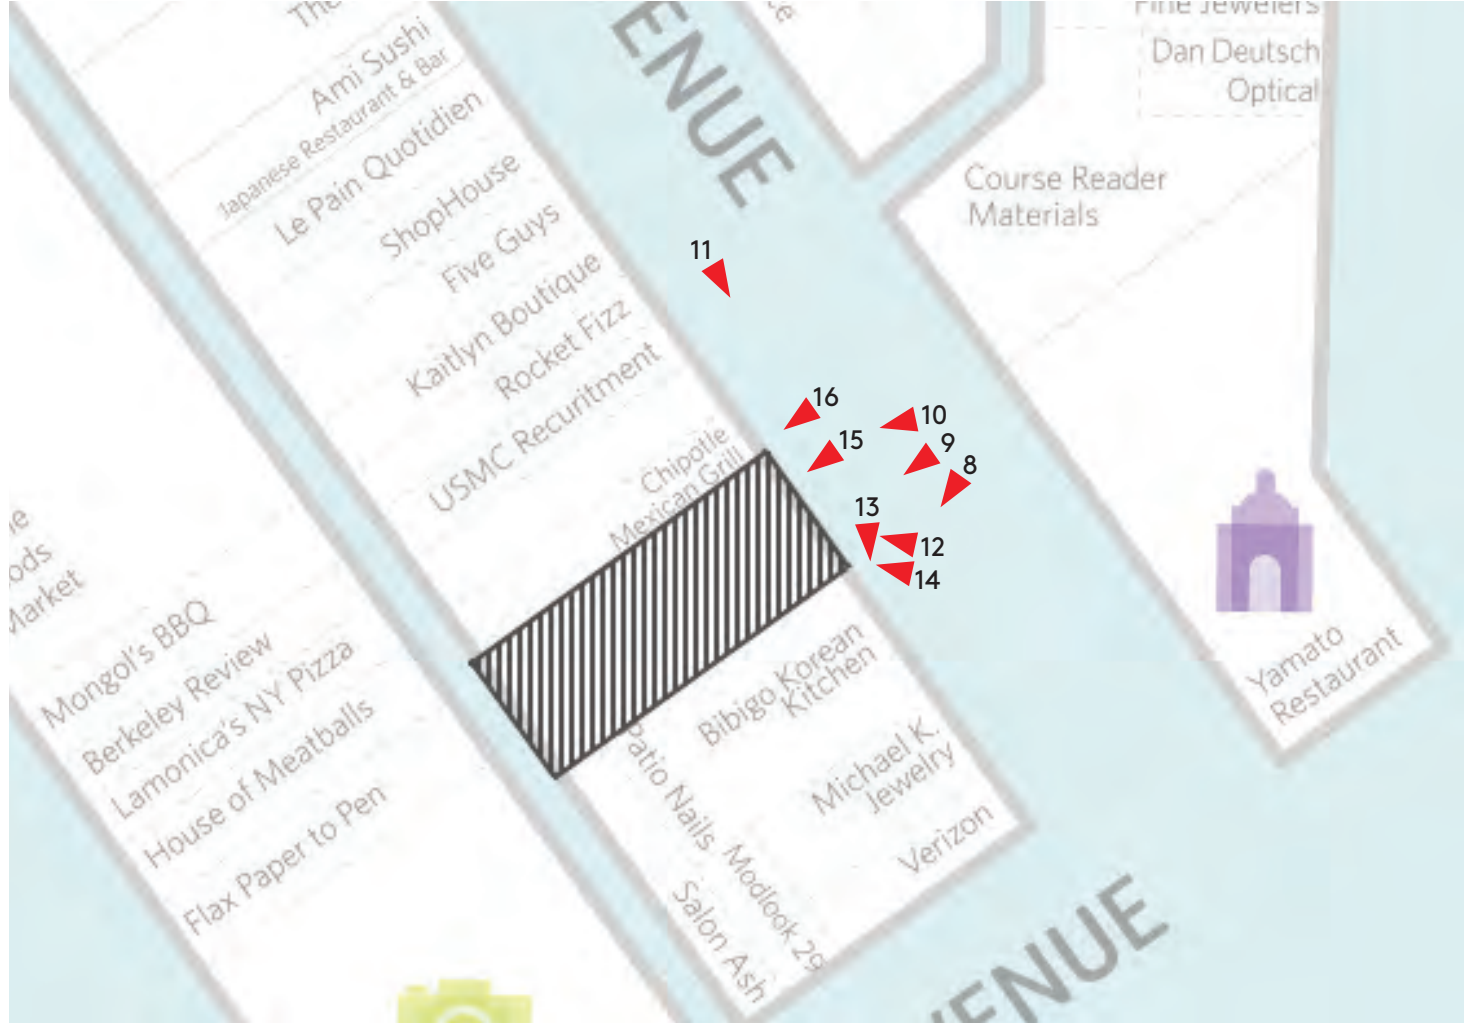 The
Ami Sushi
Japanese Restaurant & Bar
Le Pain Quotidien
ShopHouse
Five Guys
Kaitlyn Boutique
Rocket Fizz
USMC Recuritment
Chipotle
Mexican Grill
ENUE
Fine Jewelers
Dan Deutsch
Optical
Course Reader
Materials
11
16
10
15
9
8
13
12
14
Market
Mongol's BBQ
Berkeley Review
Lamonica's NY Pizza
House of Meatballs
Flax Paper to Pen
Patio Nails
Bibigo Korean
Kitchen
Michael K.
Jewelry
Verizon
Modlook 29
Salon Ash
Yamato
Restaurant
VENUE